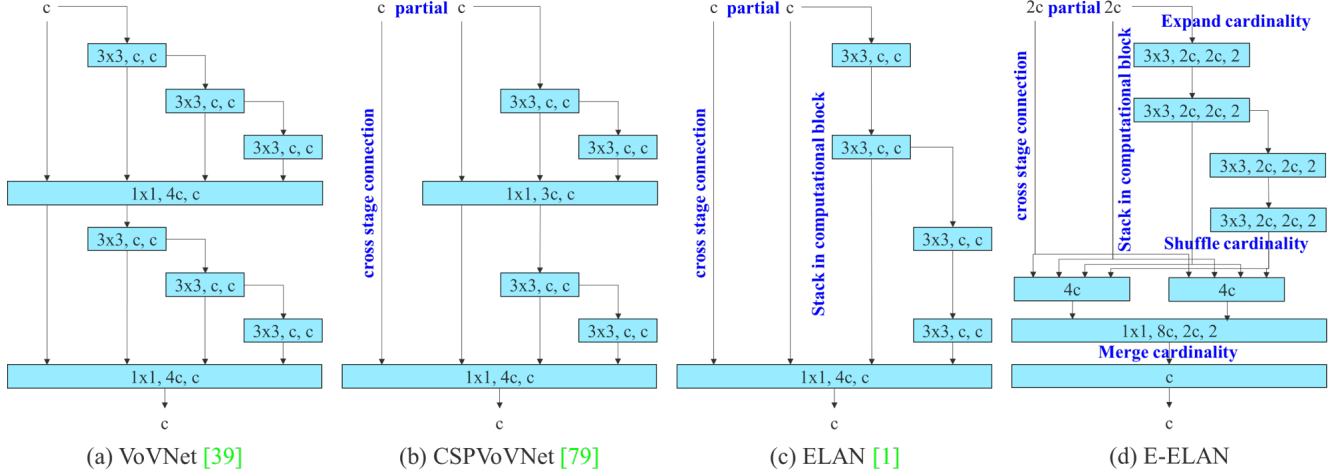 c
3x3, c, c
3x3, c, c
3x3, c, c
1x1, 4c, c
3x3, c, c
3x3, c, c
3x3, c, c
1x1, 4c, c
c
(a) VoVNet [39]
c partial c
cross stage connection
3x3, c, c
3x3, c, c
1x1, 3c, c
3x3, c, c
3x3, c, c
1x1, 4c, c
c
(b) CSPVoVNet [79]
c partial c
cross stage connection
Stack in computational block
3x3, c, c
3x3, c, c
3x3, c, c
3x3, c, c
1x1, 4c, c
c
(c) ELAN [1]
2c partial 2c
Expand cardinality
cross stage connection
Stack in computational block
3x3, 2c, 2c, 2
3x3, 2c, 2c, 2
3x3, 2c, 2c, 2
3x3, 2c, 2c, 2
Shuffle cardinality
4c
4c
1x1, 8c, 2c, 2
Merge cardinality
c
c
(d) E-ELAN